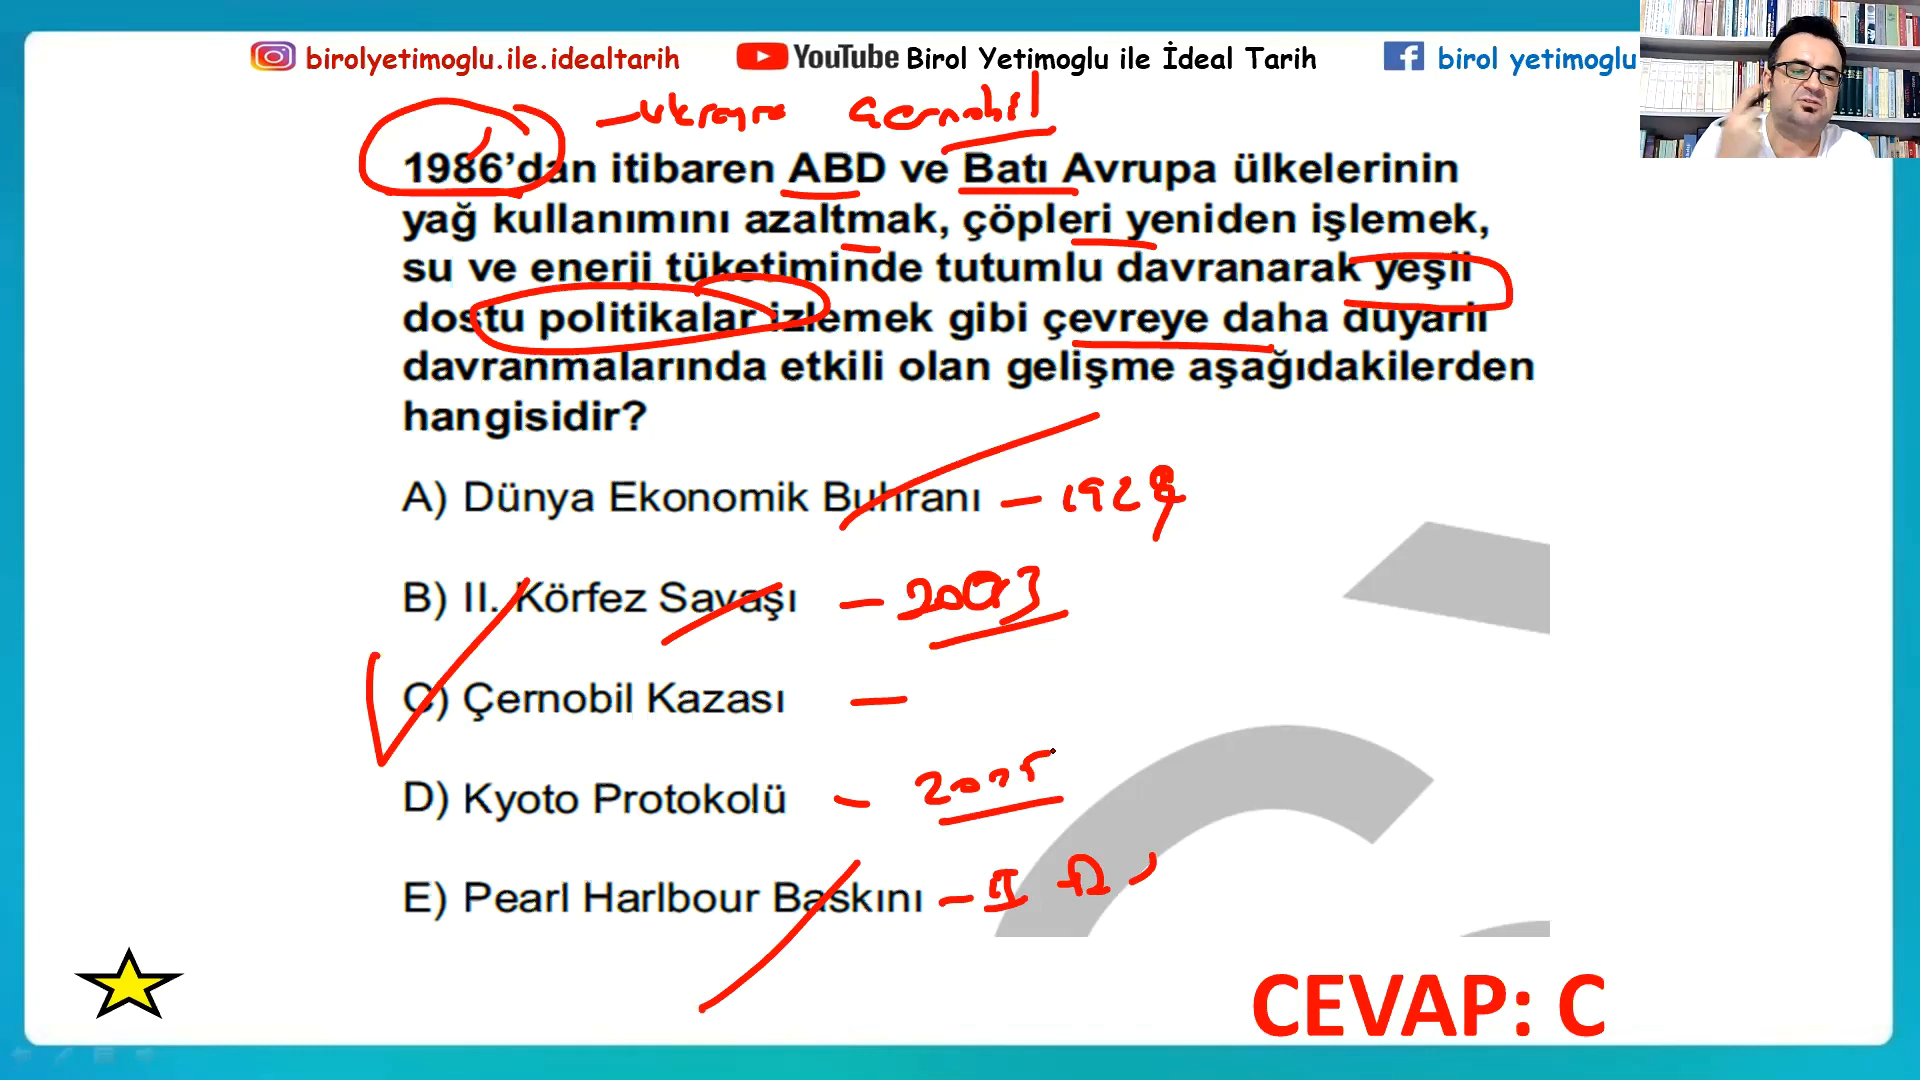 birolyetimoglu.ile.idealtarih YouTube Birol Yetimoglu ile İdeal Tarih birol yetimoglu
– Ukrayna Çernobil
1986’dan itibaren ABD ve Batı Avrupa ülkelerinin
yağ kullanımını azaltmak, çöpleri yeniden işlemek,
su ve enerji tüketiminde tutumlu davranarak yeşil
dostu politikalar izlemek gibi çevreye daha duyarlı
davranmalarında etkili olan gelişme aşağıdakilerden
hangisidir?
A) Dünya Ekonomik Buhranı – 1929
B) II. Körfez Savaşı – 2003
C) Çernobil Kazası –
D) Kyoto Protokolü – 2005
E) Pearl Harlbour Baskını – II D
CEVAP: C